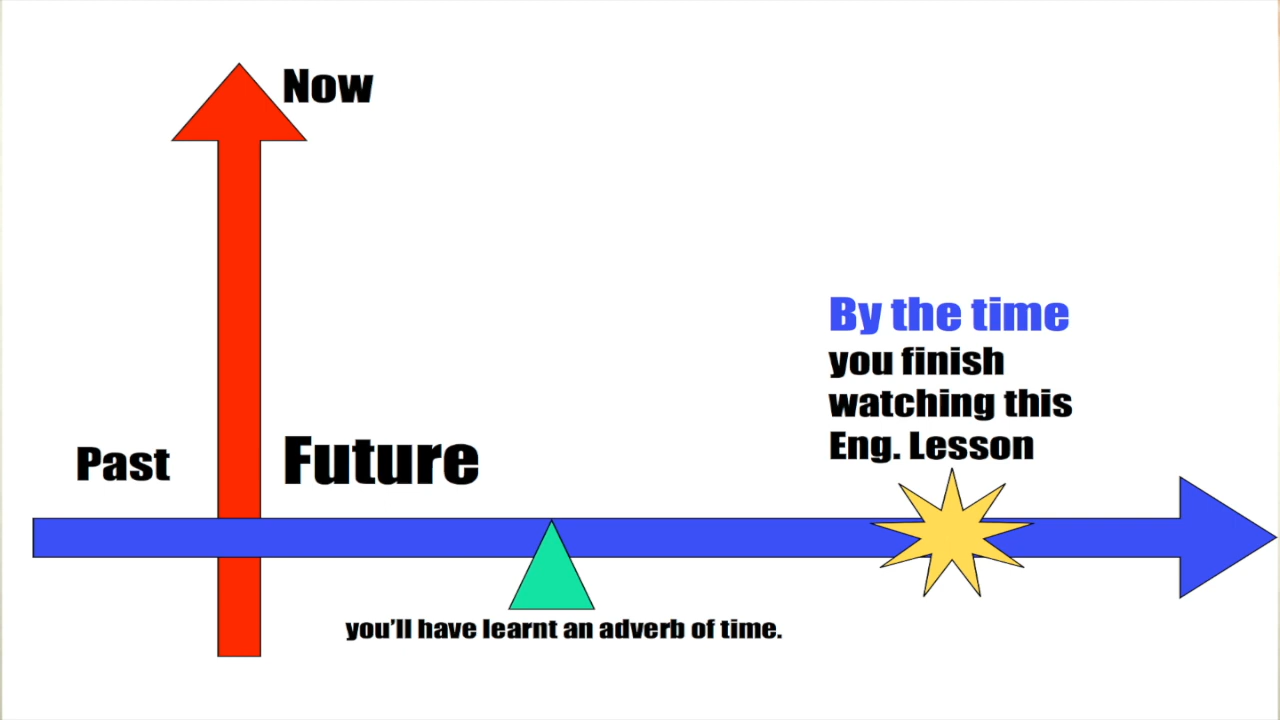 Now
By the time
you finish
watching this
Eng. Lesson
Past
Future
you'll have learnt an adverb of time.